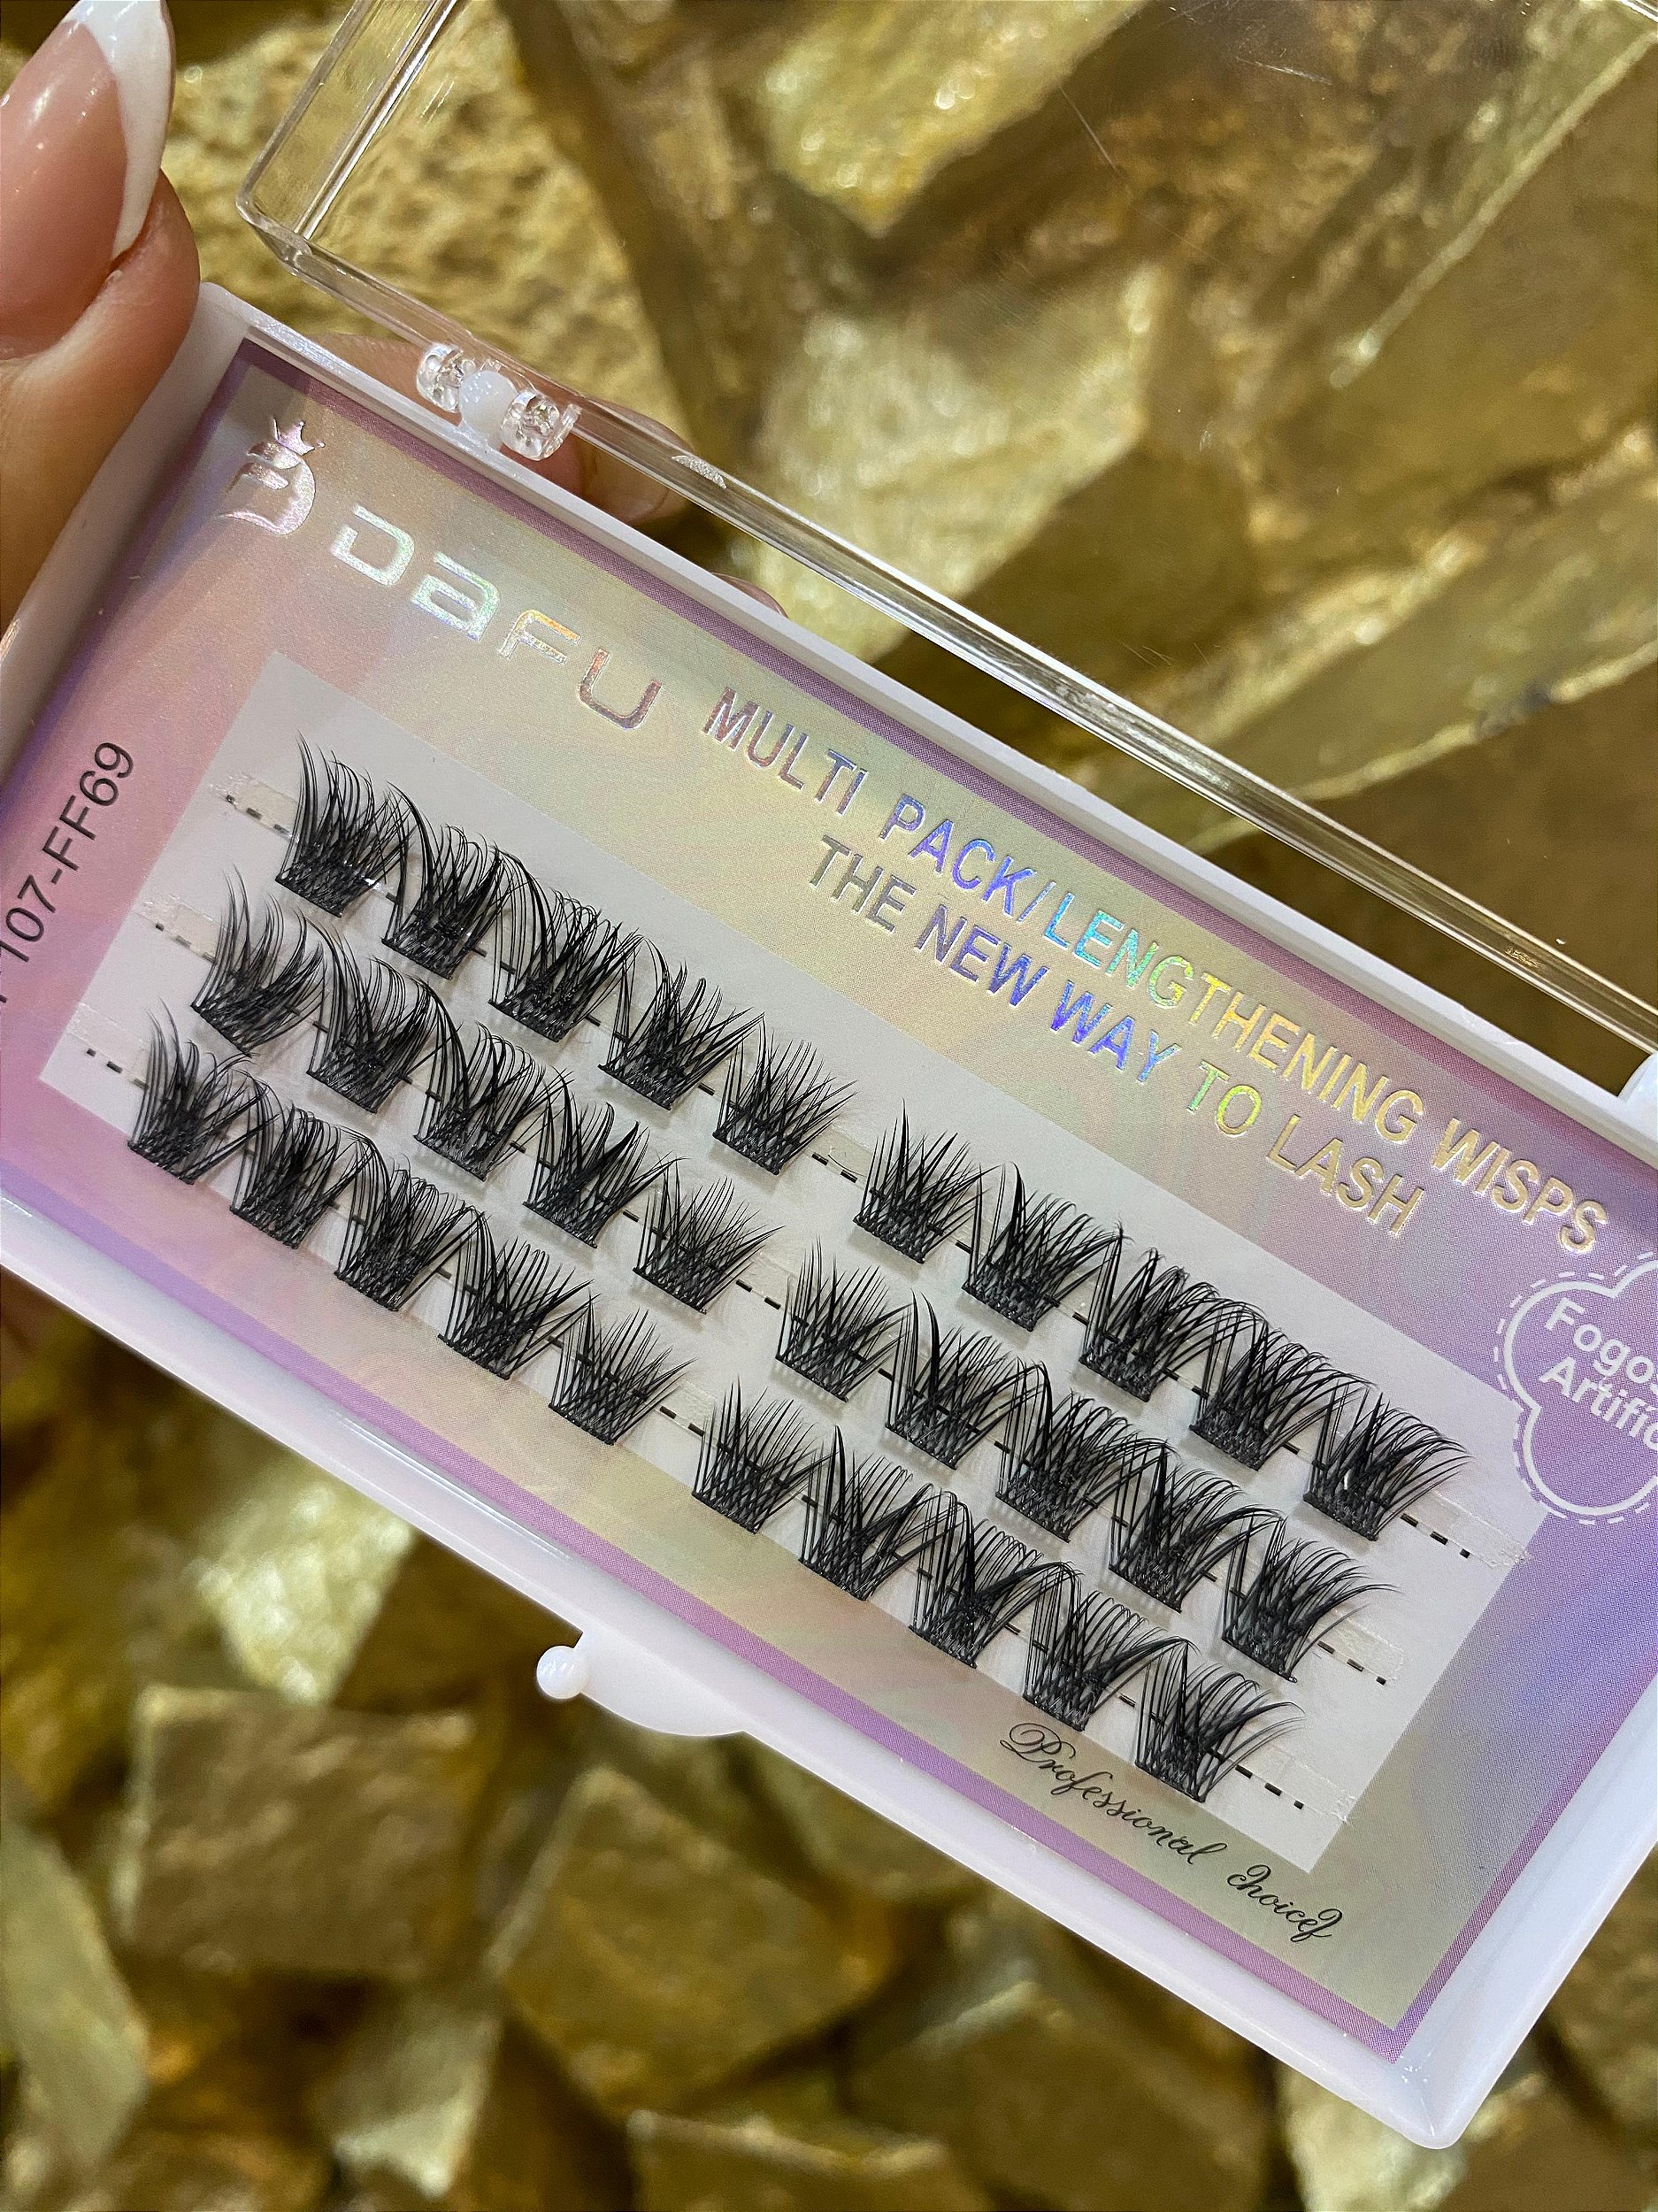 DAFU
MULTI PACK/LENGTHENING WISPS
THE NEW WAY TO LASH
107-FF69
Professional choice